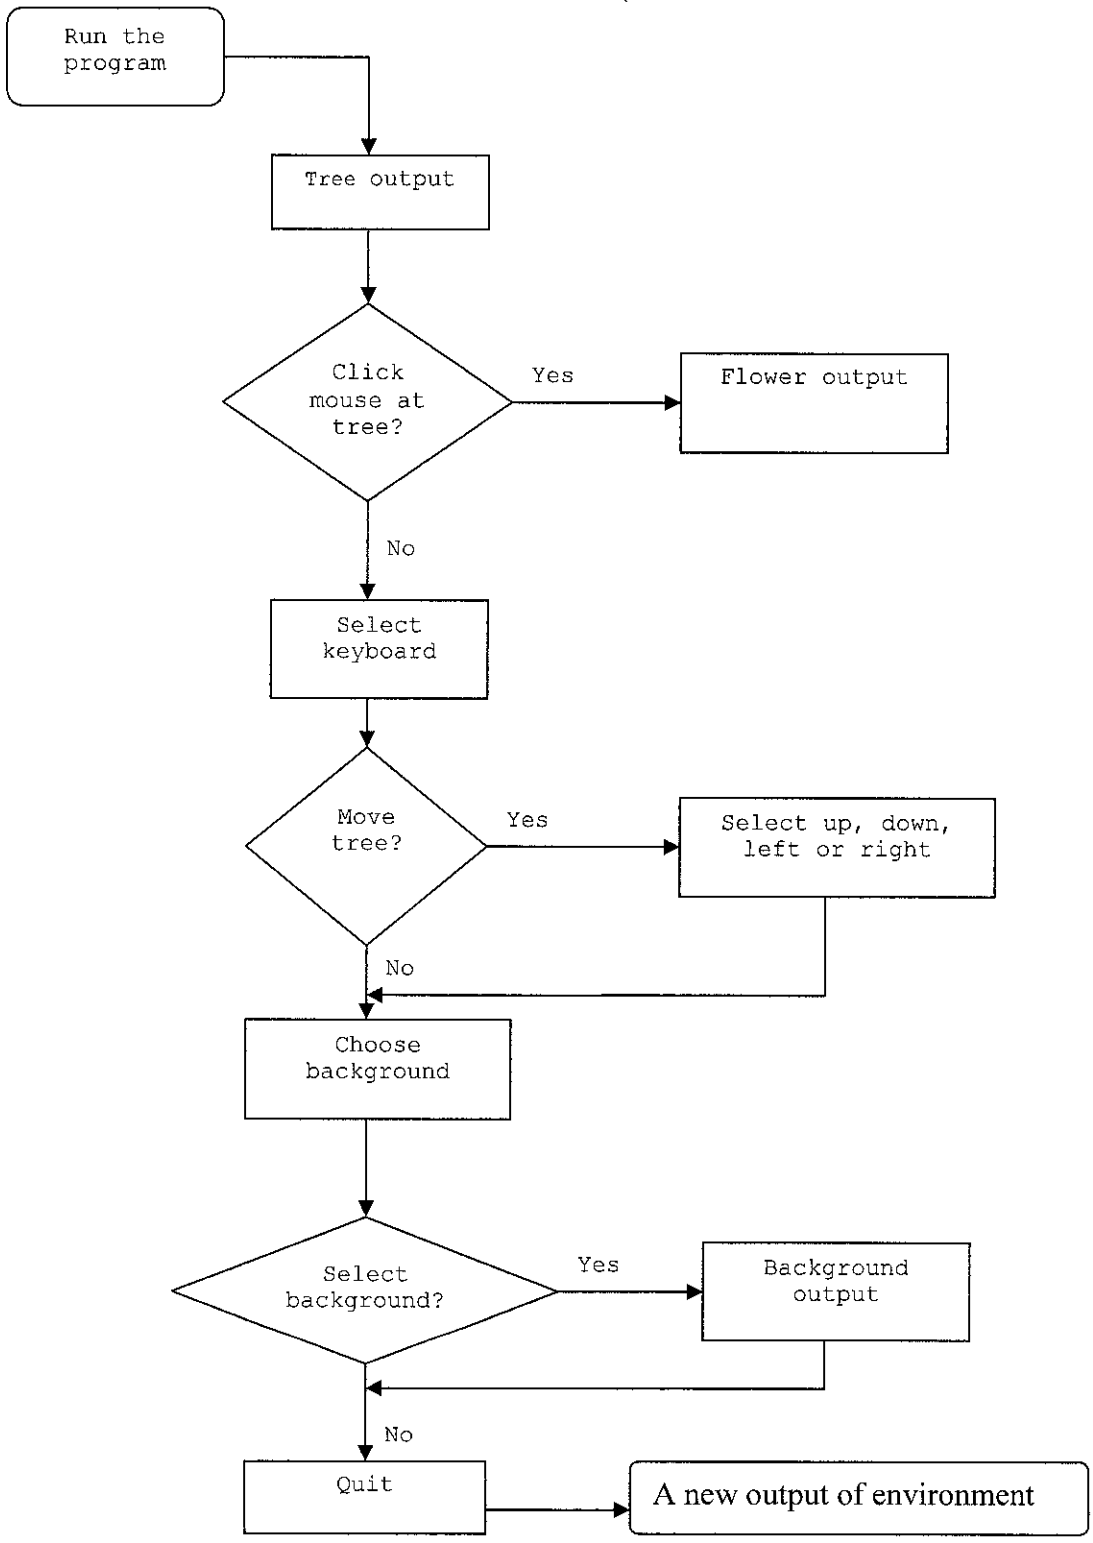 Run the
program
Tree output
Click
mouse at
tree?
Yes
Flower output
No
Select
keyboard
Move
tree?
Yes
Select up, down,
left or right
No
Choose
background
Select
background?
Yes
Background
output
No
Quit
A new output of environment